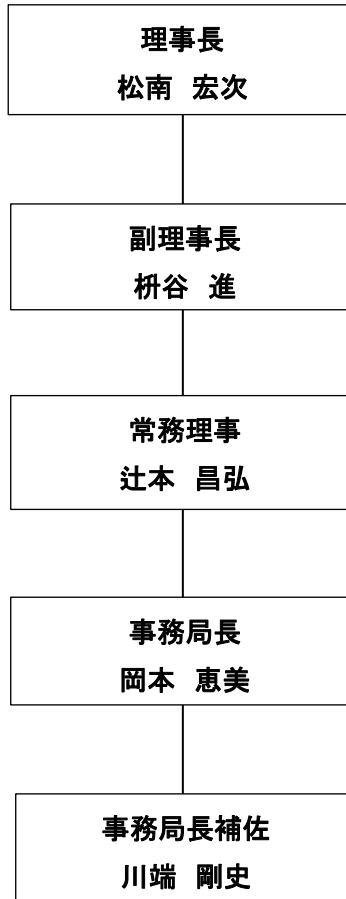 理事長
松南　宏次
副理事長
枡谷　進
常務理事
辻本　昌弘
事務局長
岡本　恵美
事務局長補佐
川端　剛史